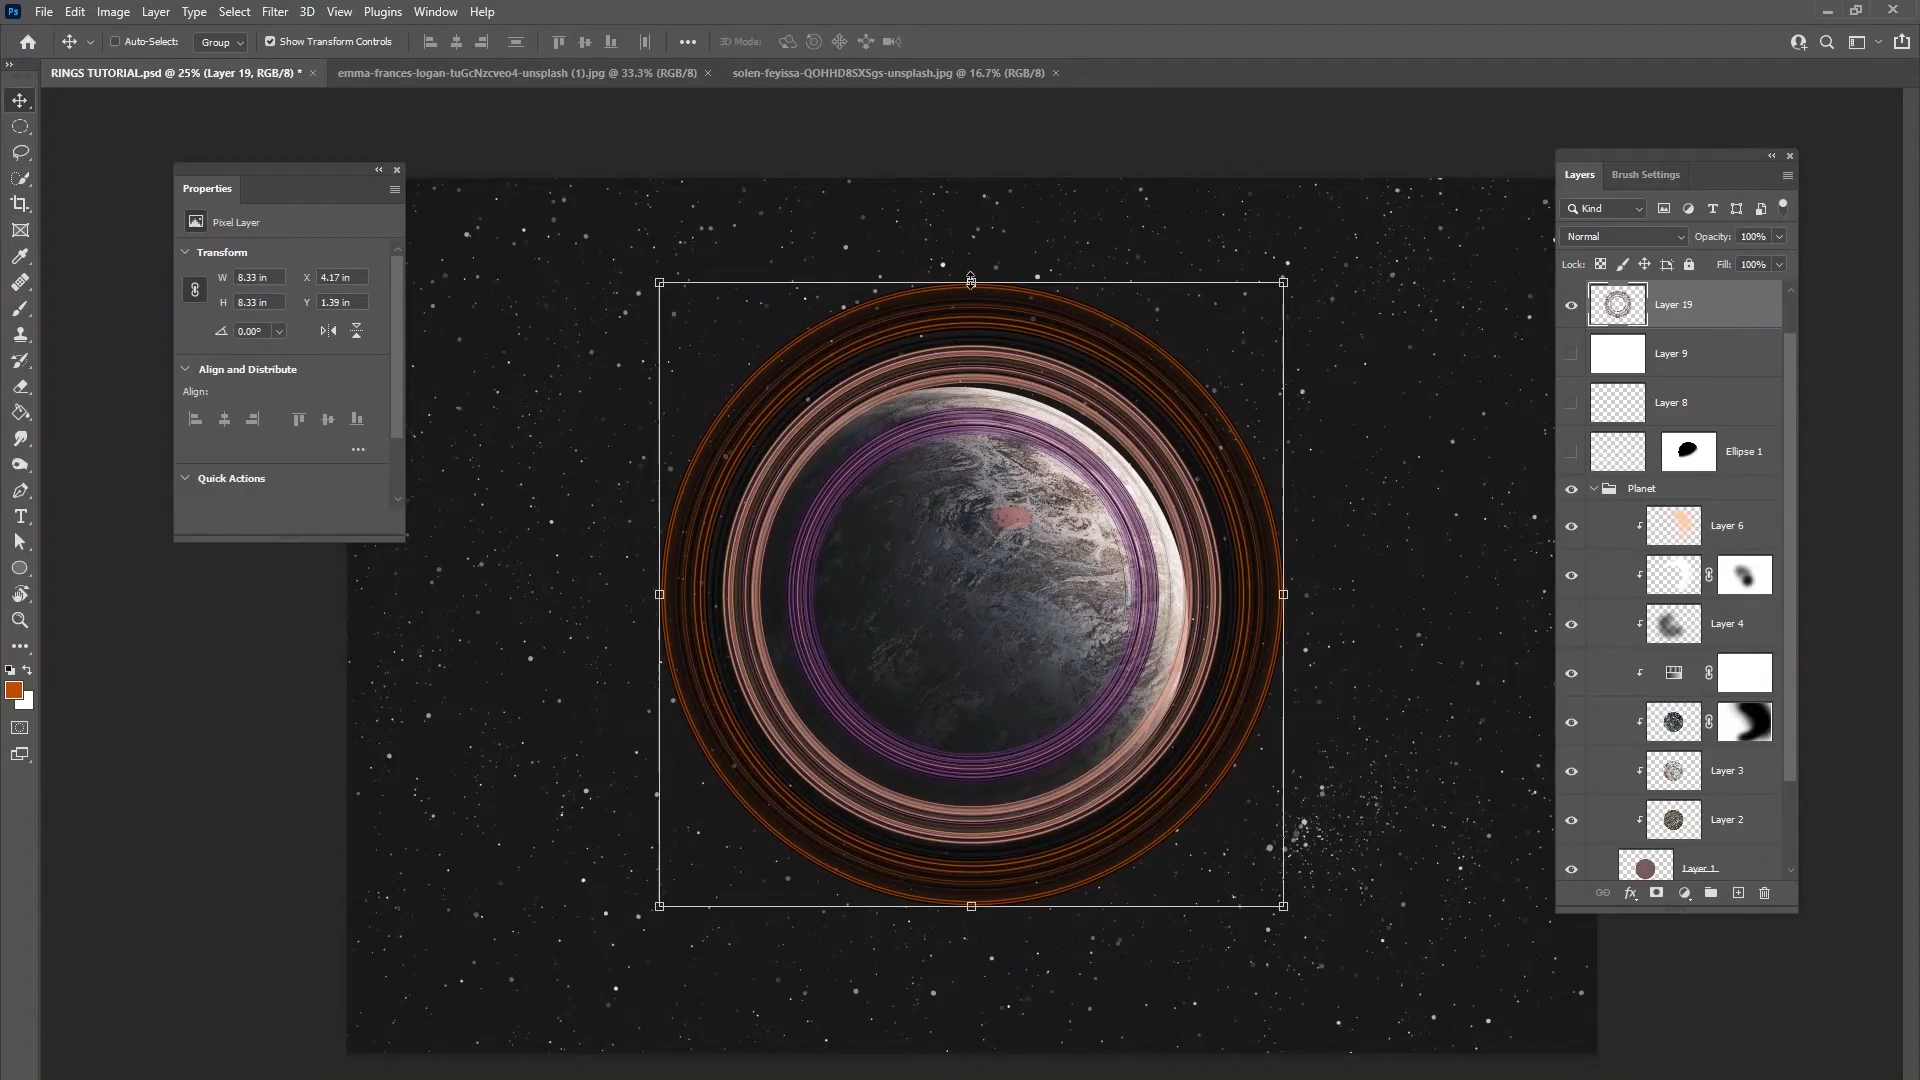 Ps File Edit Image Layer Type Select Filter 3D View Plugins Window Help
Auto-Select: Group Show Transform Controls 3D Mode:
RINGS TUTORIAL.psd @ 25% (Layer 19, RGB/8) * emma-frances-logan-tuGcNzcveo4-unsplash (1).jpg @ 33.3% (RGB/8) solen-feyissa-QOHHD8SXSgs-unsplash.jpg @ 16.7% (RGB/8)
Properties
Pixel Layer
Transform
W 8.33 in X 4.17 in
H 8.33 in Y 1.39 in
0.00°
Align and Distribute
Align:
Quick Actions
Layers Brush Settings
Kind
Normal Opacity: 100%
Lock: Fill: 100%
Layer 19
Layer 9
Layer 8
Ellipse 1
Planet
Layer 6
Layer 4
Layer 3
Layer 2
Layer 1
fx